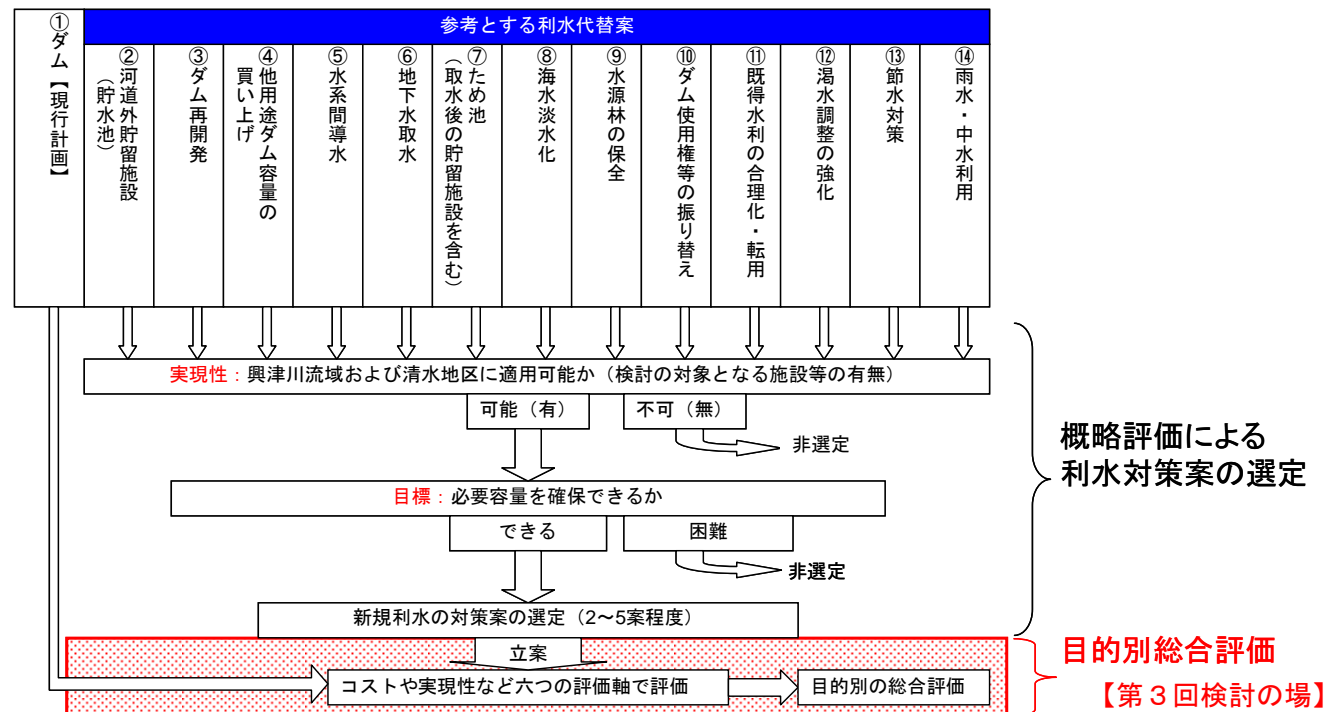 参考とする利水代替案
①ダム【現行計画】
②河道外貯留施設
（貯水池）
③ダム再開発
④他用途ダム容量の
買い上げ
⑤水系間導水
⑥地下水取水
⑦ため池
（取水後の貯留施設を含む）
⑧海水淡水化
⑨水源林の保全
⑩ダム使用権等の振り替え
⑪既得水利の合理化・転用
⑫渇水調整の強化
⑬節水対策
⑭雨水・中水利用
実現性：興津川流域および清水地区に適用可能か（検討の対象となる施設等の有無）
可能（有）
不可（無）
非選定
目標：必要容量を確保できるか
できる
困難
非選定
新規利水の対策案の選定（2～5案程度）
概略評価による
利水対策案の選定
立案
コストや実現性など六つの評価軸で評価
目的別の総合評価
目的別総合評価
【第３回検討の場】